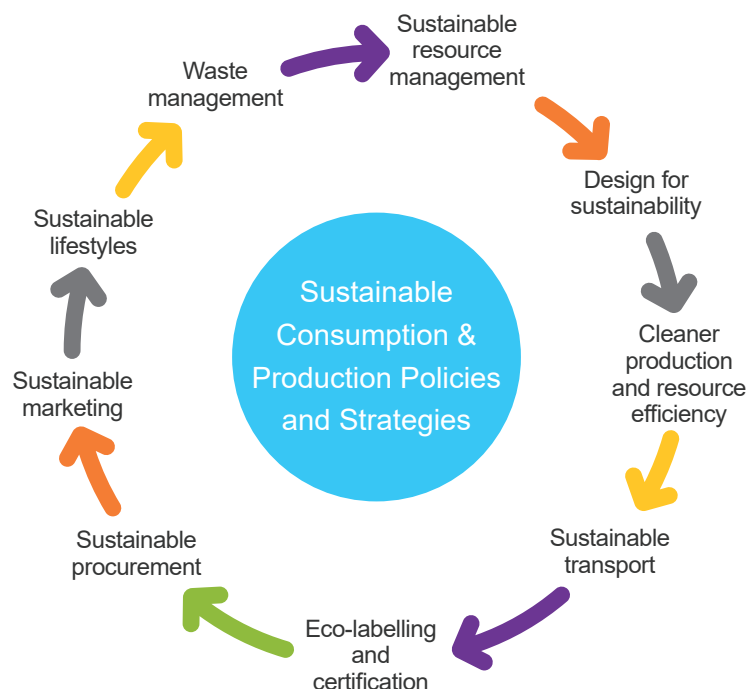 Sustainable
resource
management
Design for
sustainability
Cleaner
production
and resource
efficiency
Sustainable
transport
Eco-labelling
and
certification
Sustainable
procurement
Sustainable
marketing
Sustainable
lifestyles
Waste
management
Sustainable
Consumption &
Production Policies
and Strategies